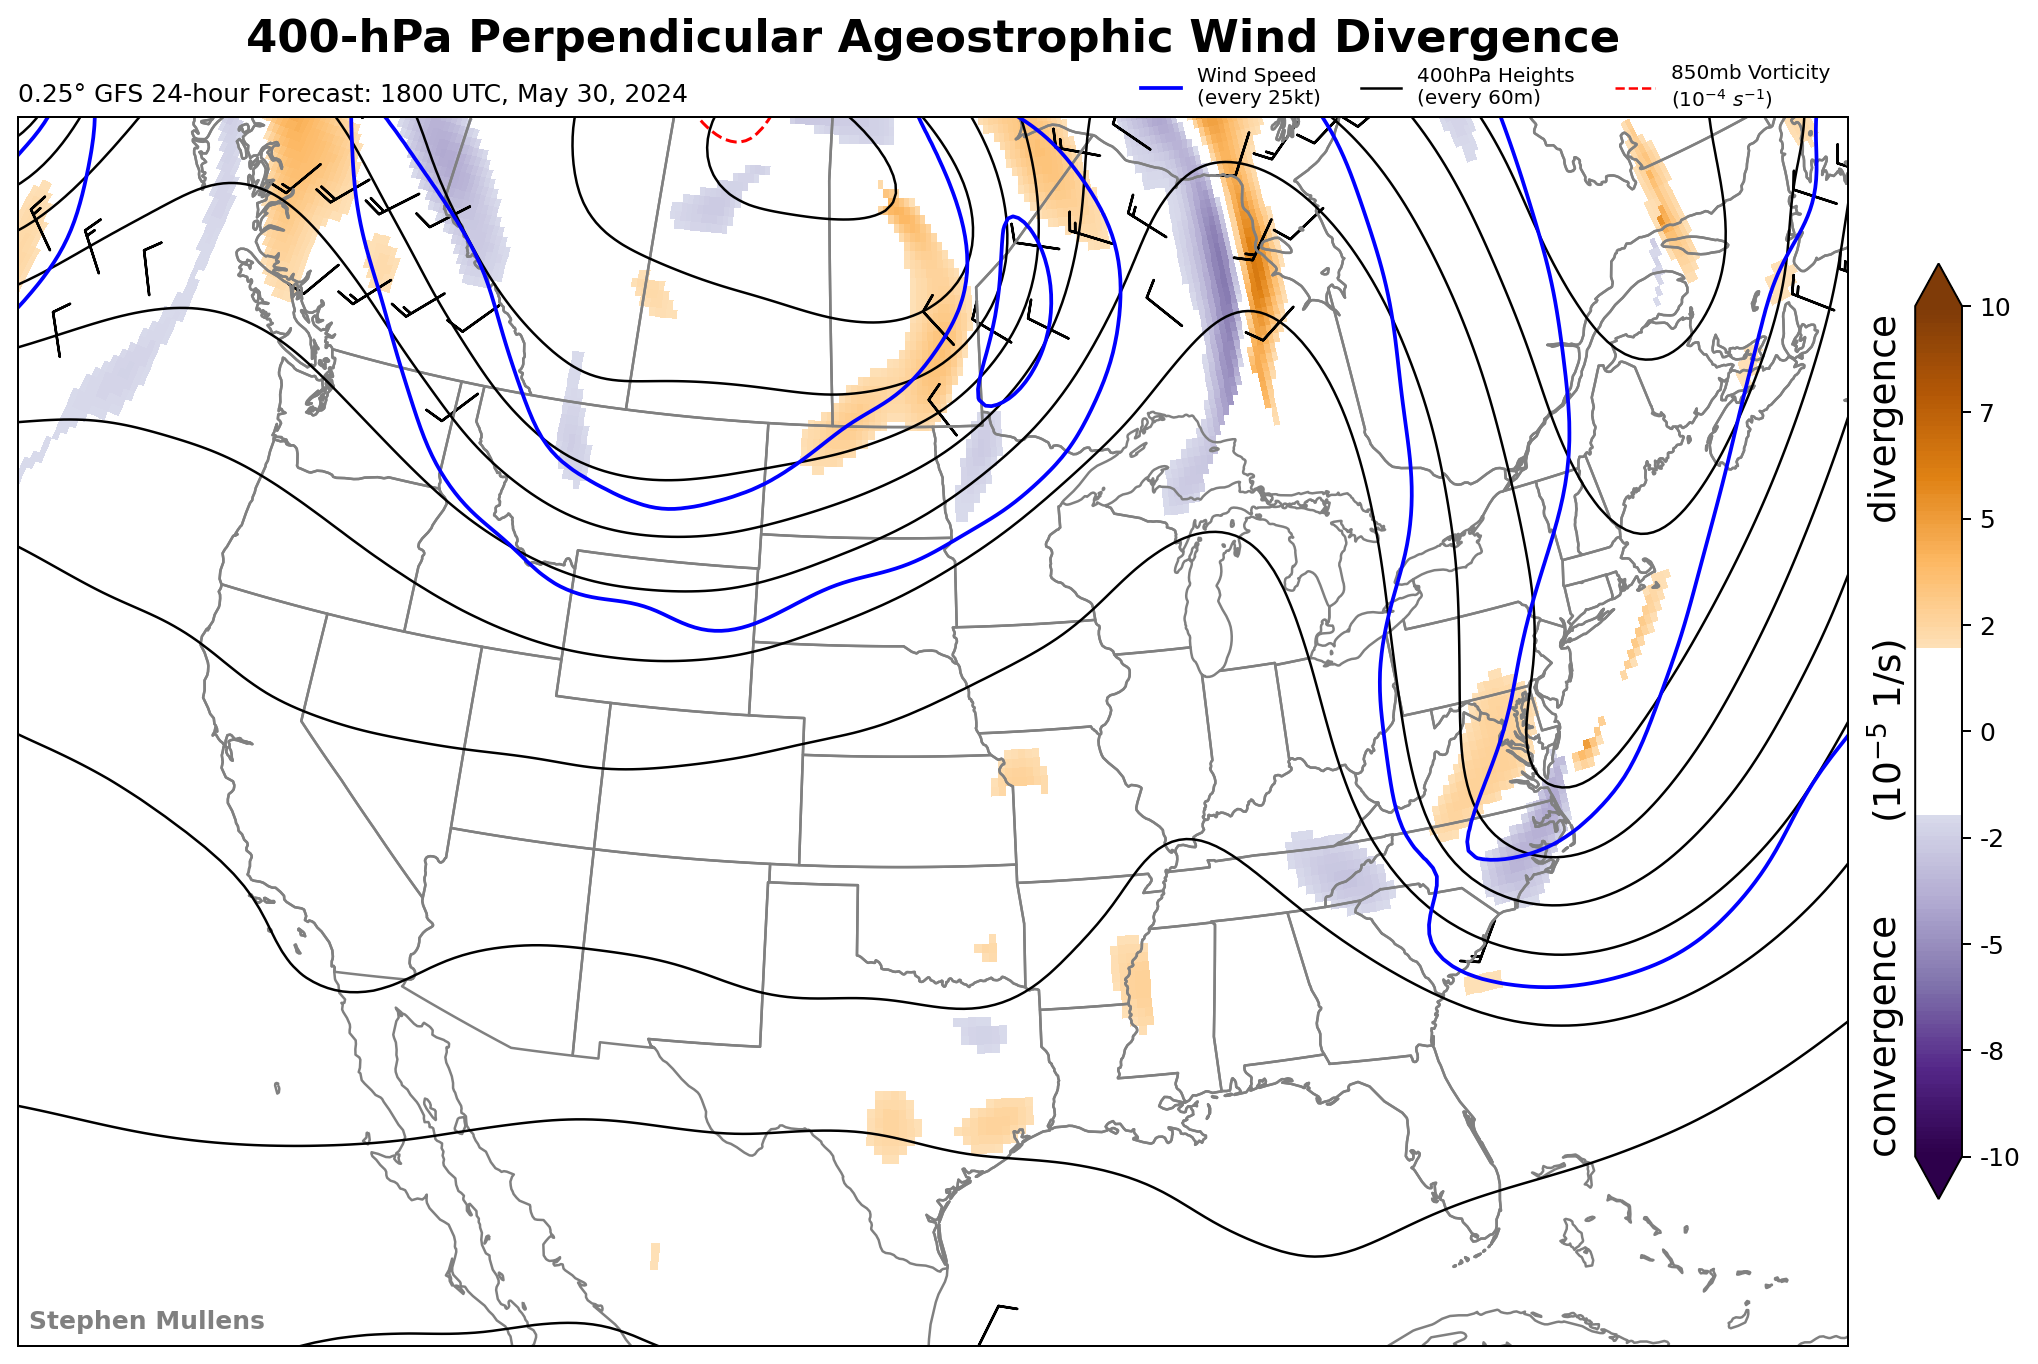 400-hPa Perpendicular Ageostrophic Wind Divergence
0.25° GFS 24-hour Forecast: 1800 UTC, May 30, 2024
Wind Speed
(every 25kt)
400hPa Heights
(every 60m)
850mb Vorticity
(10⁻⁴ s⁻¹)
10
7
5
2
0
-2
-5
-8
-10
convergence (10⁻⁵ 1/s) divergence
Stephen Mullens